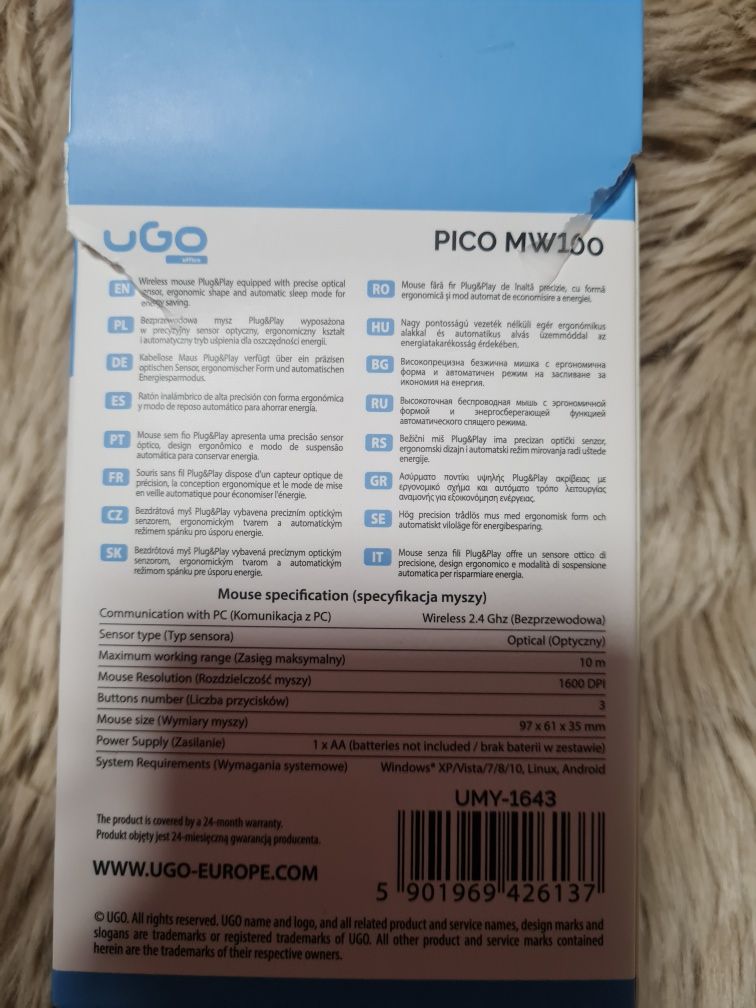 uGo
office
PICO MW100
EN
Wireless mouse Plug&Play equipped with precise optical
sensor, ergonomic shape and automatic sleep mode for
energy saving.
PL
Bezprzewodowa mysz Plug&Play wyposażona
w precyzyjny sensor optyczny, ergonomiczny kształt
i automatyczny tryb uśpienia dla oszczędności energii.
DE
Kabellose Maus Plug&Play verfügt über ein präzisen
optischen Sensor, ergonomischer Form und automatischen
Energiesparmodus.
ES
Ratón inalámbrico de alta precisión con forma ergonómica
y modo de reposo automático para ahorrar energía.
PT
Mouse sem fio Plug&Play apresenta uma precisão sensor
óptico, design ergonômico e modo de suspensão
automática para conservar energia.
FR
Souris sans fil Plug&Play dispose d'un capteur optique de
précision, la conception ergonomique et le mode de mise
en veille automatique pour économiser l'énergie.
CZ
Bezdrátová myš Plug&Play vybavena precizním optickým
senzorem, ergonomickým tvarem a automatickým
režimem spánku pro úsporu energie.
SK
Bezdrôtová myš Plug&Play vybavená precíznym optickým
senzorom, ergonomickým tvarom a automatickým
režimom spánku pre úsporu energie.
RO
Mouse fără fir Plug&Play de înaltă precizie, cu formă
ergonomică și mod automat de economisire a energiei.
HU
Nagy pontosságú vezeték nélküli egér ergonómikus
alakkal és automatikus alvás üzemmóddal az
energiatakarékosság érdekében.
BG
Високопрецизна безжична мишка с ергономична
форма и автоматичен режим на заспиване за
икономия на енергия.
RU
Высокоточная беспроводная мышь с эргономичной
формой и энергосберегающей функцией
автоматического спящего режима.
RS
Bežični miš Plug&Play ima precizan optički senzor,
ergonomski dizajn i automatski režim mirovanja radi uštede
energije.
GR
Ασύρματο ποντίκι υψηλής Plug&Play ακρίβειας με
εργονομικό σχήμα και αυτόματο τρόπο λειτουργίας
αναμονής για εξοικονόμηση ενέργειας.
SE
Hög precision trådlös mus med ergonomisk form och
automatiskt viloläge för energibesparing.
IT
Mouse senza fili Plug&Play offre un sensore ottico di
precisione, design ergonomico e modalità di sospensione
automatica per risparmiare energia.
Mouse specification (specyfikacja myszy)
Communication with PC (Komunikacja z PC) Wireless 2.4 Ghz (Bezprzewodowa)
Sensor type (Typ sensora) Optical (Optyczny)
Maximum working range (Zasięg maksymalny) 10 m
Mouse Resolution (Rozdzielczość myszy) 1600 DPI
Buttons number (Liczba przycisków) 3
Mouse size (Wymiary myszy) 97 x 61 x 35 mm
Power Supply (Zasilanie) 1 x AA (batteries not included / brak baterii w zestawie)
System Requirements (Wymagania systemowe) Windows® XP/Vista/7/8/10, Linux, Android
UMY-1643
The product is covered by a 24-month warranty.
Produkt objęty jest 24-miesięczną gwarancją producenta.
WWW.UGO-EUROPE.COM
5 901969 426137
© UGO. All rights reserved. UGO name and logo, and all related product and service names, design marks and
slogans are trademarks or registered trademarks of UGO. All other product and service marks contained
herein are the trademarks of their respective owners.